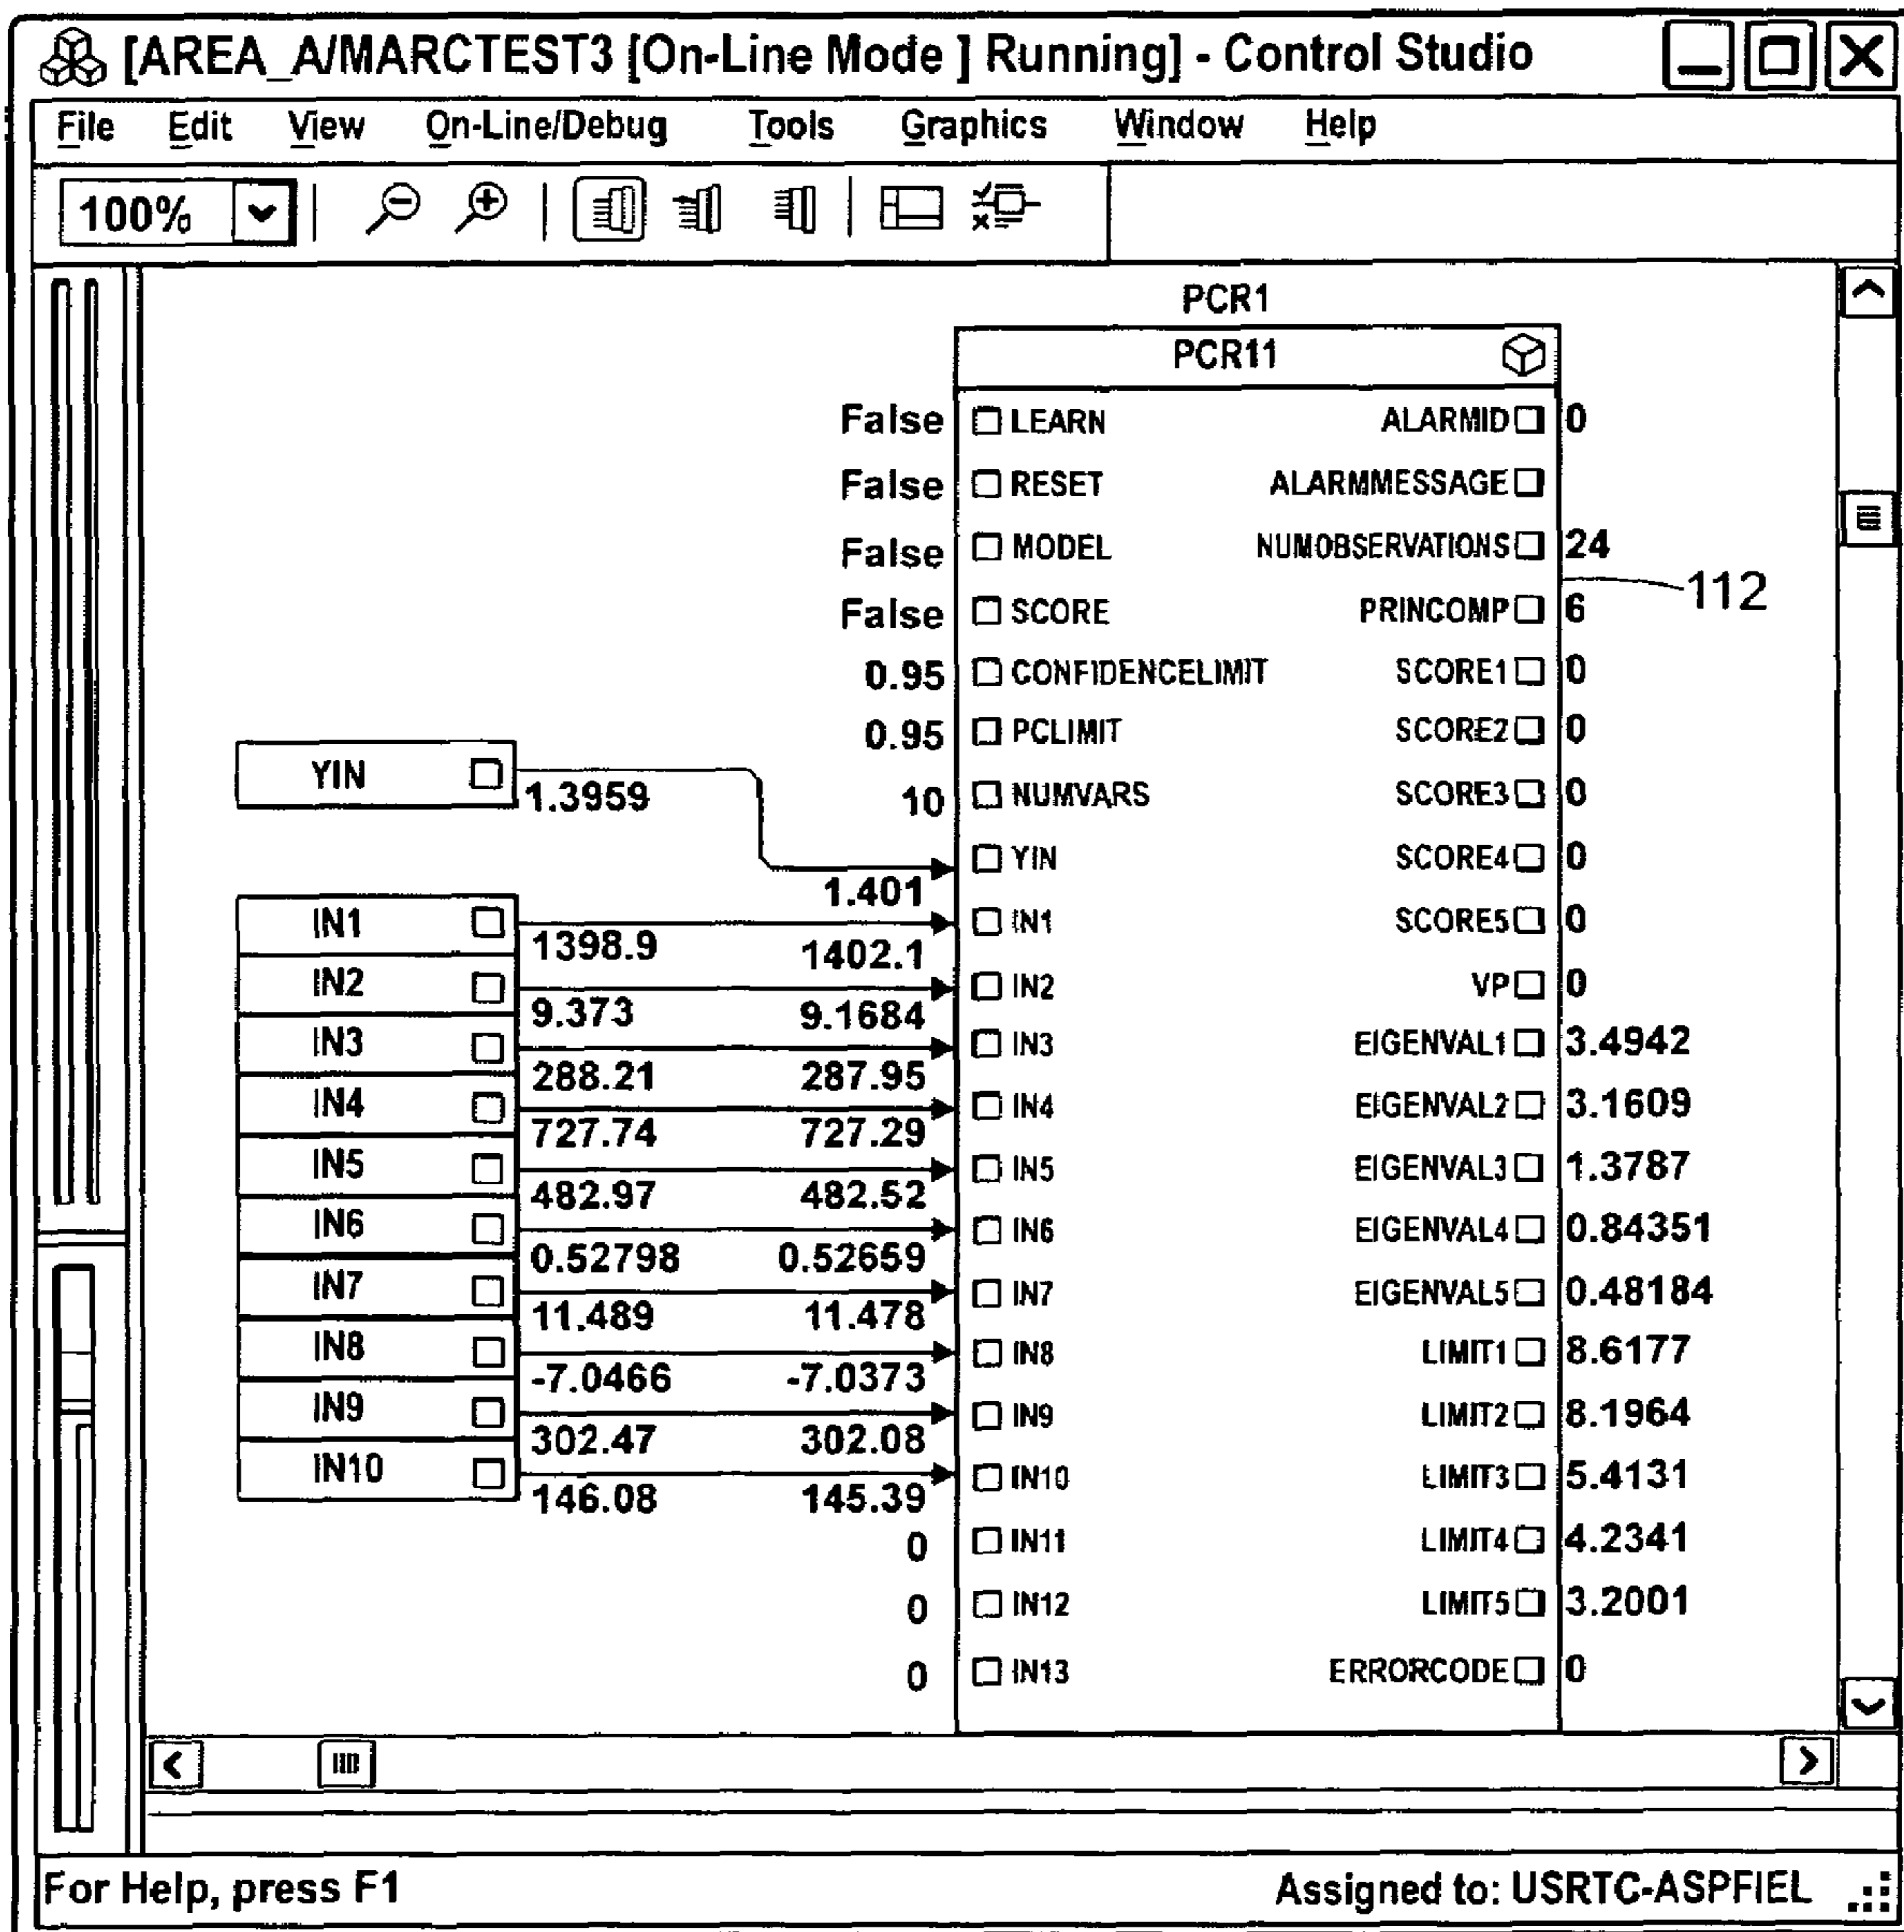 [AREA_A/MARCTEST3 [On-Line Mode ] Running] - Control Studio
File Edit View On-Line/Debug Tools Graphics Window Help
100%
PCR1
PCR11
False LEARN ALARMID 0
False RESET ALARMMESSAGE
False MODEL NUMOBSERVATIONS 24
112
False SCORE PRINCOMP 6
0.95 CONFIDENCELIMIT SCORE1 0
0.95 PCLIMIT SCORE2 0
YIN 1.3959
10 NUMVARS SCORE3 0
1.401 YIN SCORE4 0
IN1 1398.9 1402.1 IN1 SCORE5 0
IN2 9.373 9.1684 IN2 VP 0
IN3 288.21 287.95 IN3 EIGENVAL1 3.4942
IN4 727.74 727.29 IN4 EIGENVAL2 3.1609
IN5 482.97 482.52 IN5 EIGENVAL3 1.3787
IN6 0.52798 0.52659 IN6 EIGENVAL4 0.84351
IN7 11.489 11.478 IN7 EIGENVAL5 0.48184
IN8 -7.0466 -7.0373 IN8 LIMIT1 8.6177
IN9 302.47 302.08 IN9 LIMIT2 8.1964
IN10 146.08 145.39 IN10 LIMIT3 5.4131
0 IN11 LIMIT4 4.2341
0 IN12 LIMIT5 3.2001
0 IN13 ERRORCODE 0
For Help, press F1 Assigned to: USRTC-ASPFIEL